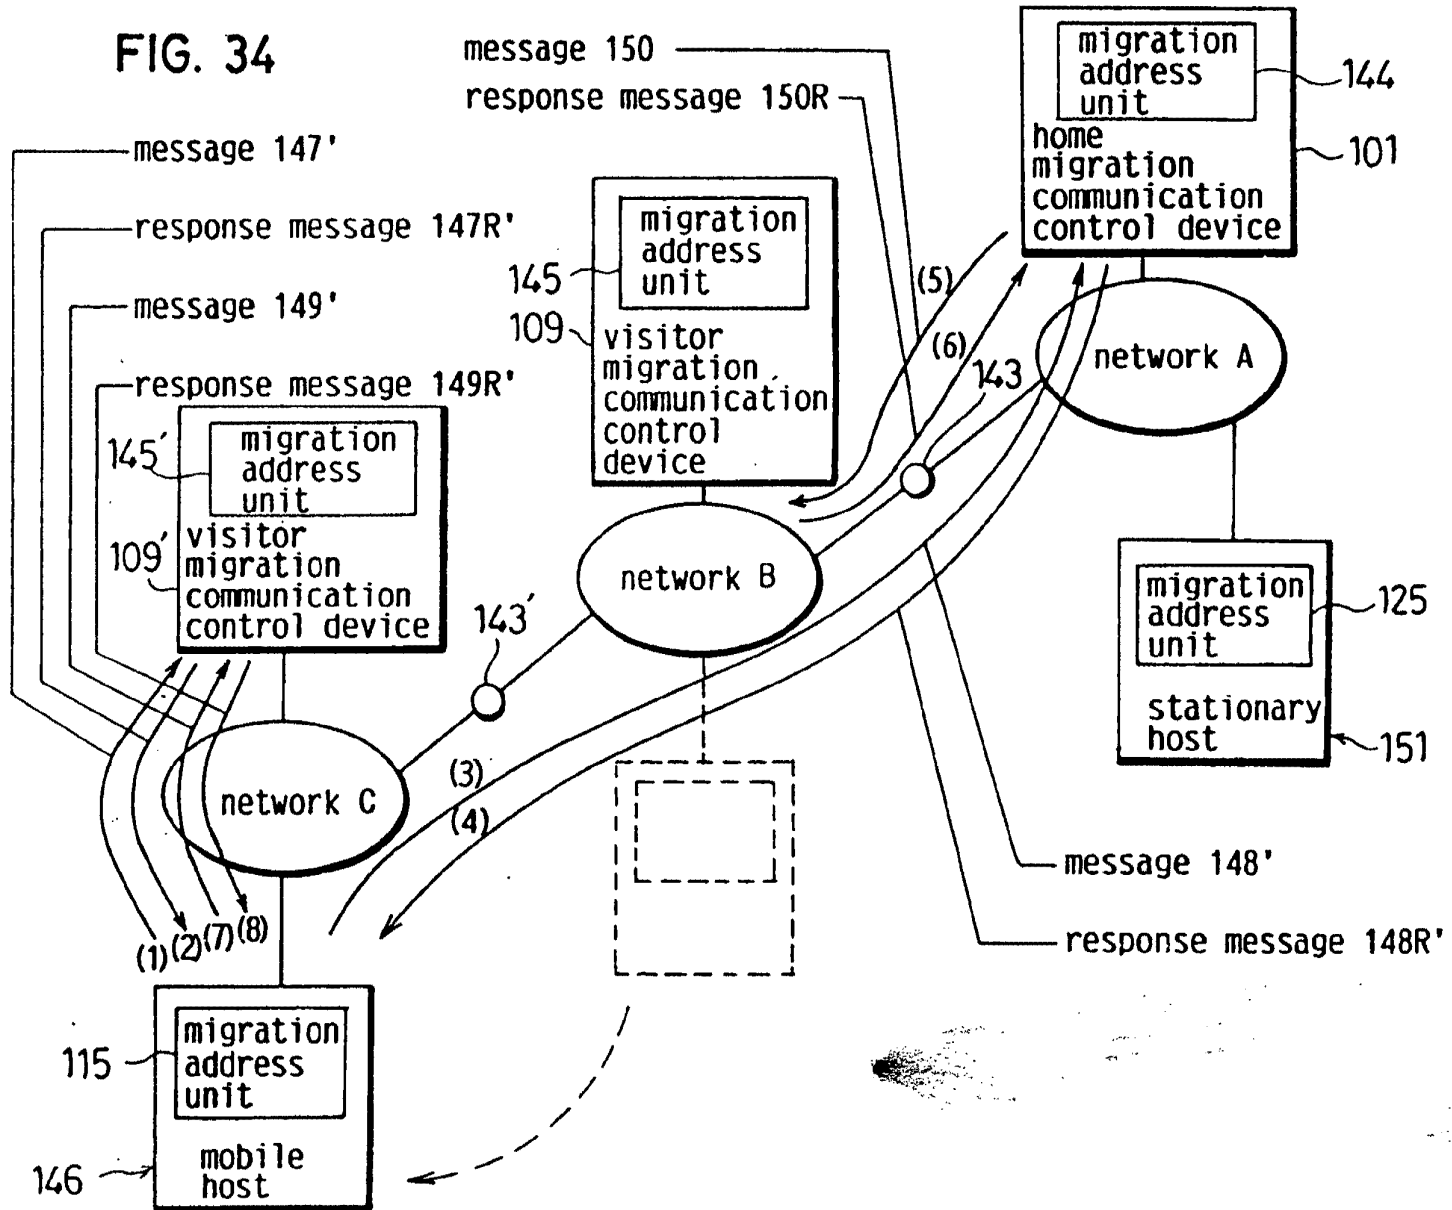 FIG. 34
message 150
response message 150R
migration
address
unit
144
home
migration
communication
control device
101
message 147'
response message 147R'
message 149'
response message 149R'
migration
address
unit
145
109
visitor
migration
communication
control
device
(5)
(6)
143
network A
migration
address
unit
145'
109'
visitor
migration
communication
control device
network B
143'
migration
address
unit
125
stationary
host
151
network C
(3)
(4)
message 148'
response message 148R'
(1)
(2)
(7)
(8)
migration
address
unit
115
mobile
host
146